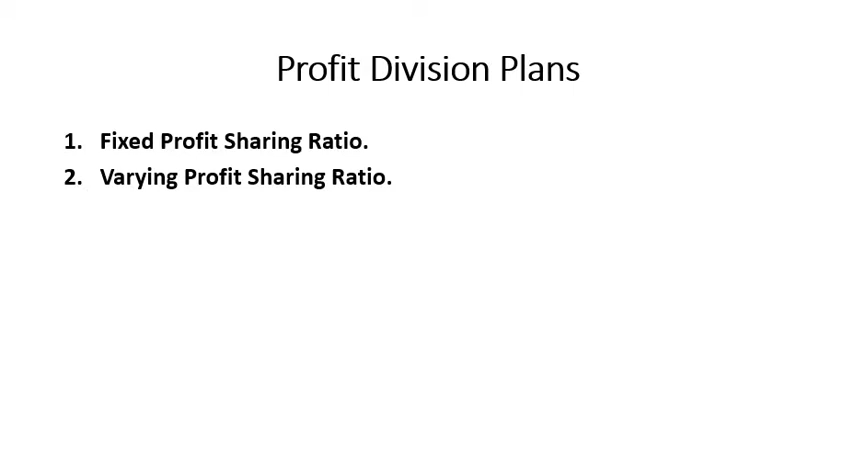 Profit Division Plans
1. Fixed Profit Sharing Ratio.
2. Varying Profit Sharing Ratio.